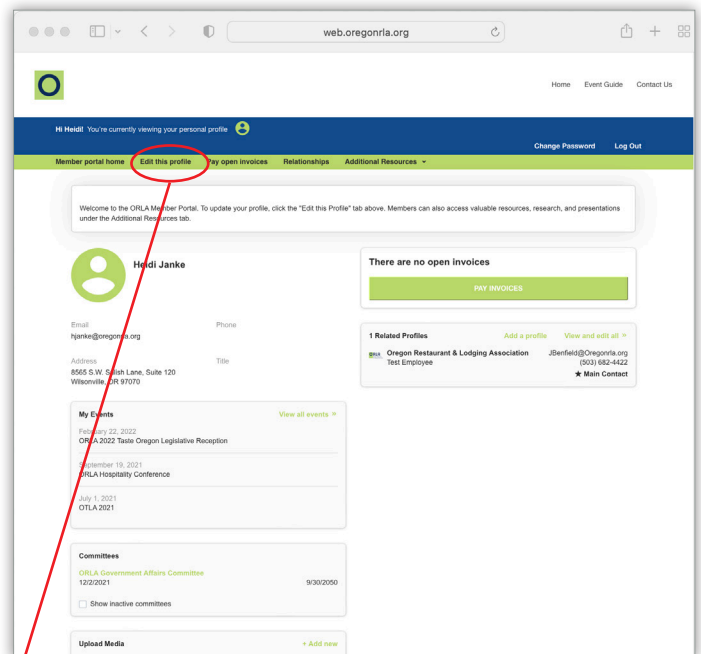 web.oregonrla.org
O
Home Event Guide Contact Us
Hi Heidi! You're currently viewing your personal profile
Change Password Log Out
Member portal home Edit this profile Pay open invoices Relationships Additional Resources
Welcome to the ORLA Member Portal. To update your profile, click the "Edit this Profile" tab above. Members can also access valuable resources, research, and presentations
under the Additional Resources tab.
Heidi Janke
Email
hjanke@oregonrla.org
Phone
Address
8565 S.W. Salish Lane, Suite 120
Wilsonville, OR 97070
Title
My Events View all events »
February 22, 2022
ORLA 2022 Taste Oregon Legislative Reception
September 19, 2021
ORLA Hospitality Conference
July 1, 2021
OTLA 2021
Committees
ORLA Government Affairs Committee
12/2/2021 9/30/2050
Show inactive committees
Upload Media + Add new
There are no open invoices
PAY INVOICES
1 Related Profiles Add a profile View and edit all »
ORLA Oregon Restaurant & Lodging Association JBenfield@Oregonrla.org
Test Employee (503) 682-4422
★ Main Contact